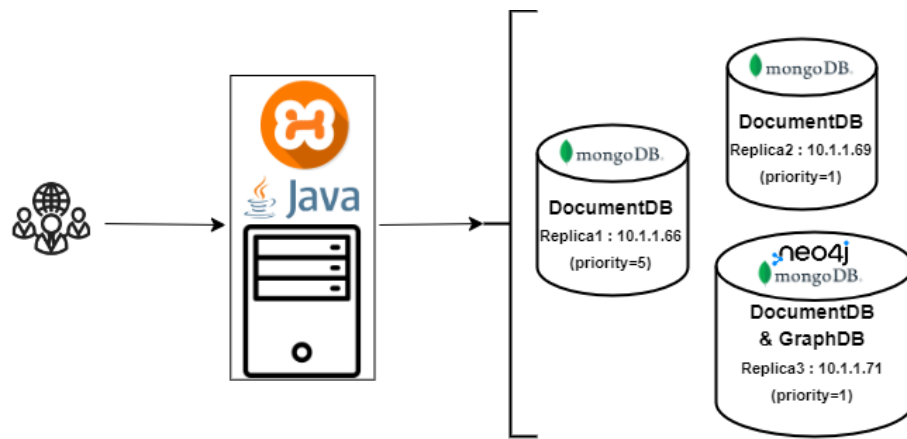 Java
mongoDB.
DocumentDB
Replica1 : 10.1.1.66
(priority=5)
mongoDB.
DocumentDB
Replica2 : 10.1.1.69
(priority=1)
neo4j
mongoDB.
DocumentDB
& GraphDB
Replica3 : 10.1.1.71
(priority=1)